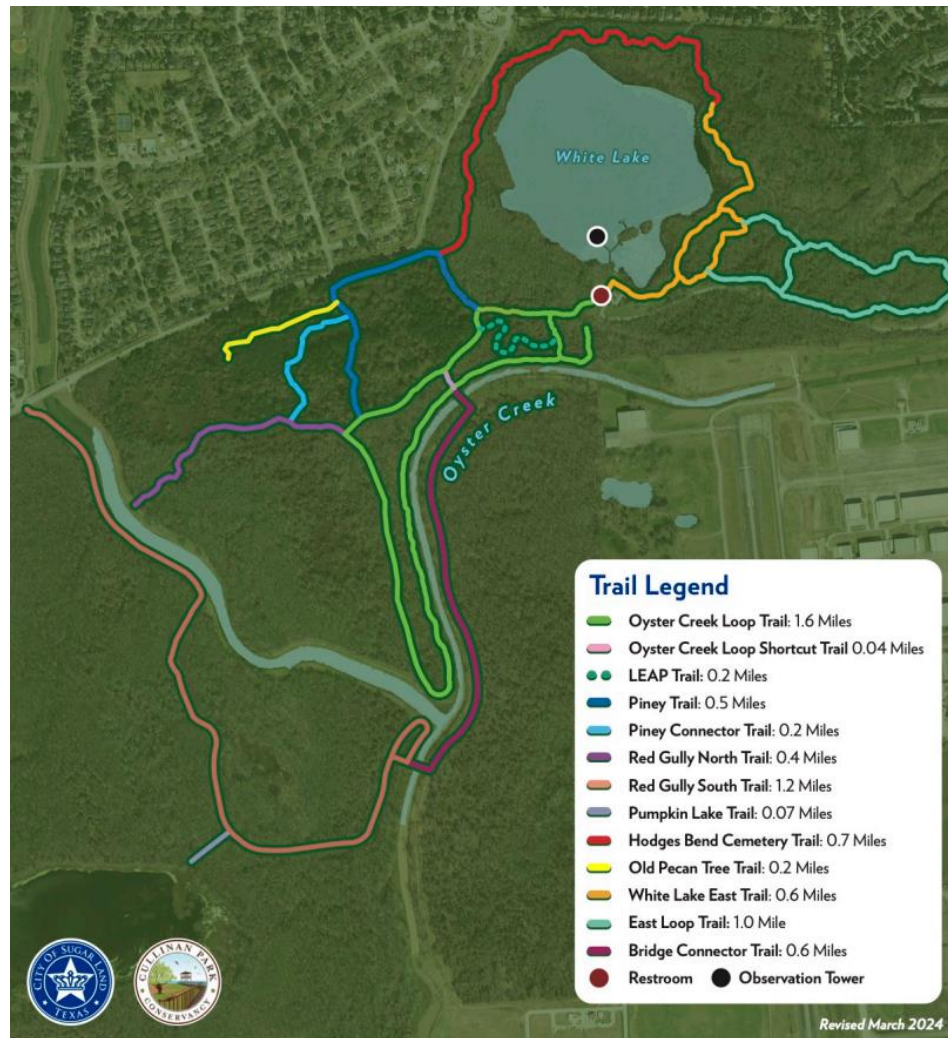 White Lake
Oyster Creek
Trail Legend
Oyster Creek Loop Trail: 1.6 Miles
Oyster Creek Loop Shortcut Trail 0.04 Miles
LEAP Trail: 0.2 Miles
Piney Trail: 0.5 Miles
Piney Connector Trail: 0.2 Miles
Red Gully North Trail: 0.4 Miles
Red Gully South Trail: 1.2 Miles
Pumpkin Lake Trail: 0.07 Miles
Hodges Bend Cemetery Trail: 0.7 Miles
Old Pecan Tree Trail: 0.2 Miles
White Lake East Trail: 0.6 Miles
East Loop Trail: 1.0 Mile
Bridge Connector Trail: 0.6 Miles
Restroom Observation Tower
CITY OF SUGAR LAND
TEXAS
CULLINAN PARK
CONSERVANCY
Revised March 2024